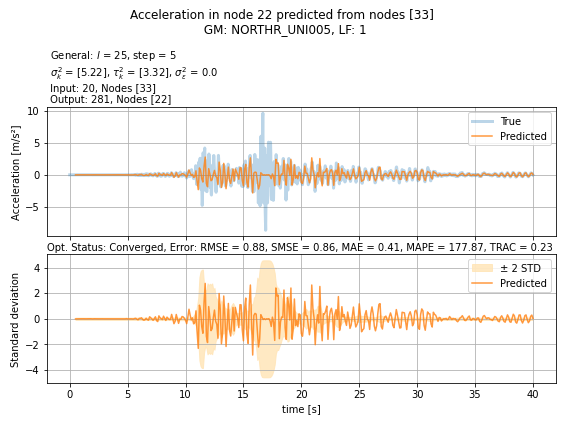 Acceleration in node 22 predicted from nodes [33]
GM: NORTHR_UNI005, LF: 1
General: l = 25, step = 5
σ²ₖ = [5.22], τ²ₖ = [3.32], σ²ε = 0.0
Input: 20, Nodes [33]
Output: 281, Nodes [22]
Acceleration [m/s²]
10
5
0
−5
True
Predicted
Opt. Status: Converged, Error: RMSE = 0.88, SMSE = 0.86, MAE = 0.41, MAPE = 177.87, TRAC = 0.23
Standard deviation
4
2
0
−2
−4
± 2 STD
Predicted
0 5 10 15 20 25 30 35 40
time [s]